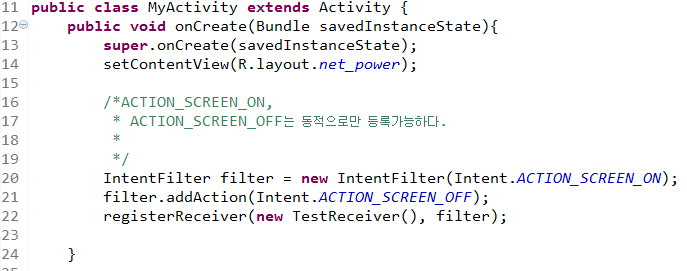 11 public class MyActivity extends Activity {
12 public void onCreate(Bundle savedInstanceState){
13 super.onCreate(savedInstanceState);
14 setContentView(R.layout.net_power);
15
16 /*ACTION_SCREEN_ON,
17 * ACTION_SCREEN_OFF는 동적으로만 등록가능하다.
18 *
19 */
20 IntentFilter filter = new IntentFilter(Intent.ACTION_SCREEN_ON);
21 filter.addAction(Intent.ACTION_SCREEN_OFF);
22 registerReceiver(new TestReceiver(), filter);
23
24 }